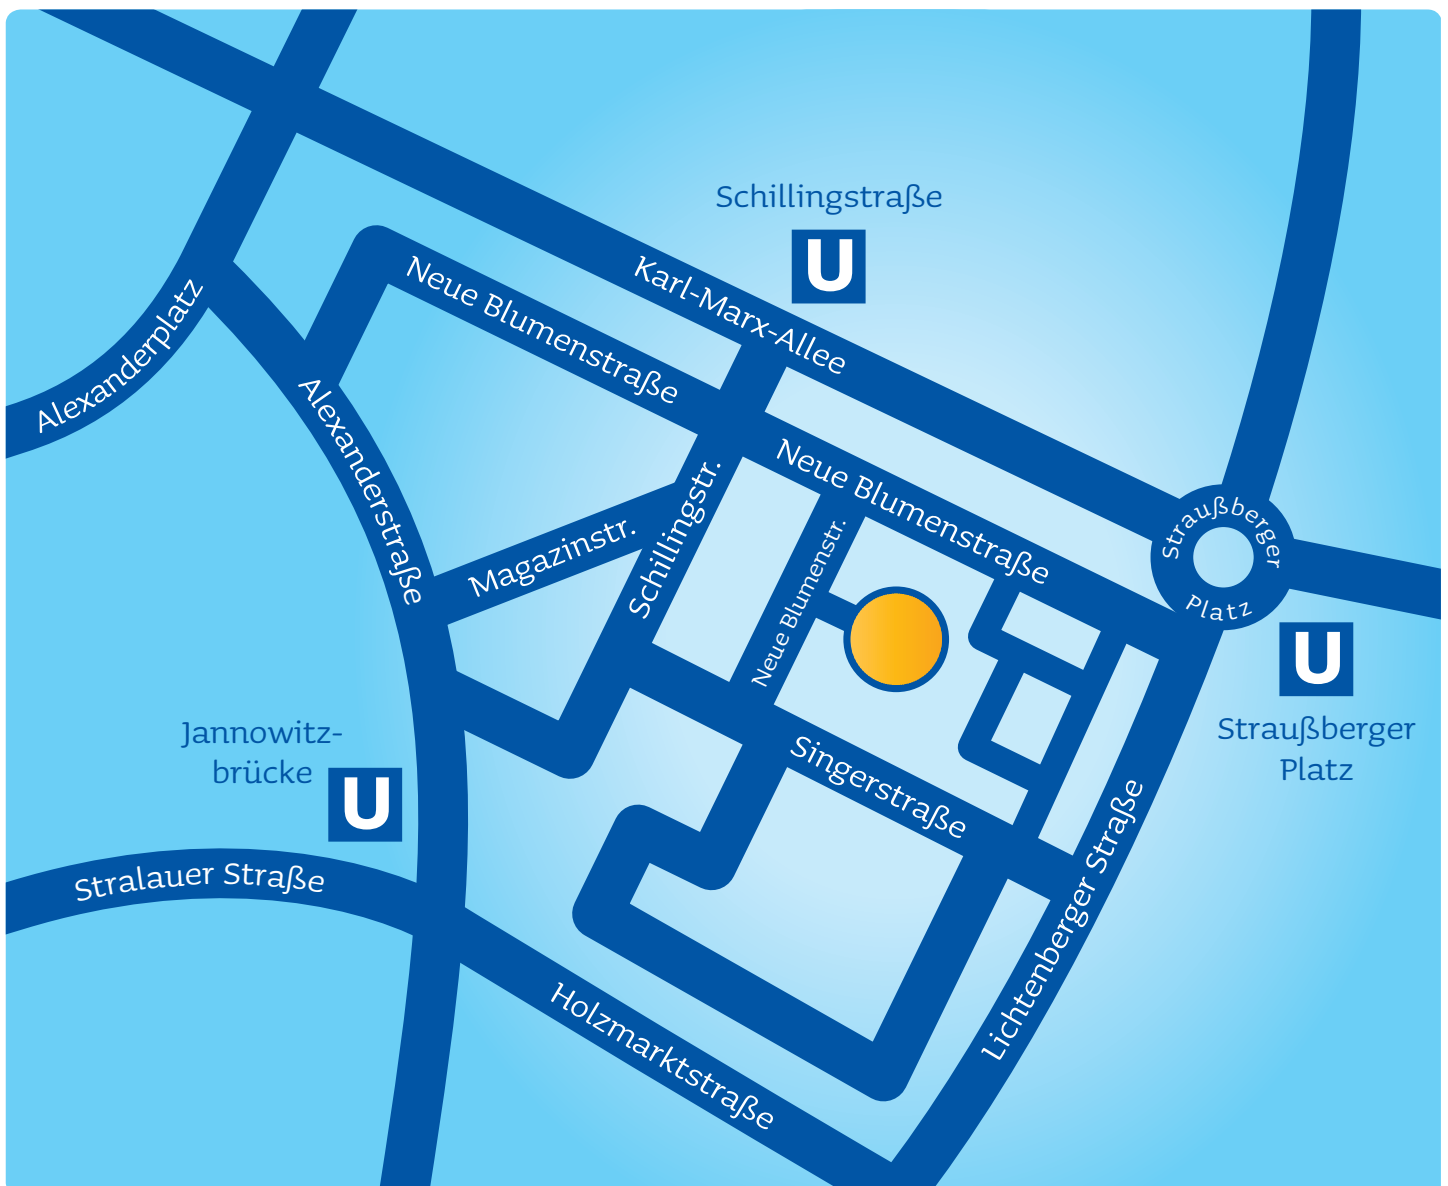 Schillingstraße
U
Karl-Marx-Allee
Neue Blumenstraße
Alexanderplatz
Alexanderstraße
Neue Blumenstraße
Schillingstr.
Magazinstr.
Neue Blumenstr.
Straußberger
Platz
U
Straußberger
Platz
Jannowitz-
brücke
U
Singerstraße
Lichtenberger Straße
Stralauer Straße
Holzmarktstraße